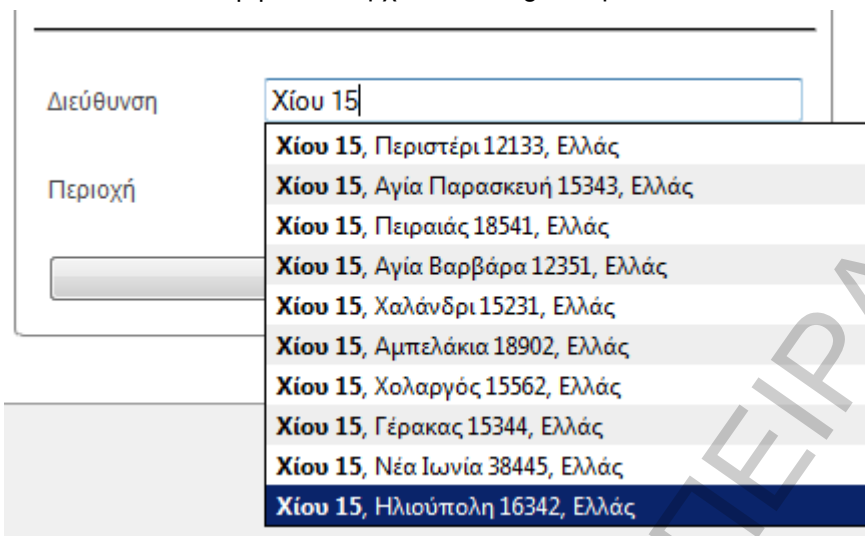 Διεύθυνση Χίου 15
Χίου 15, Περιστέρι 12133, Ελλάς
Περιοχή Χίου 15, Αγία Παρασκευή 15343, Ελλάς
Χίου 15, Πειραιάς 18541, Ελλάς
Χίου 15, Αγία Βαρβάρα 12351, Ελλάς
Χίου 15, Χαλάνδρι 15231, Ελλάς
Χίου 15, Αμπελάκια 18902, Ελλάς
Χίου 15, Χολαργός 15562, Ελλάς
Χίου 15, Γέρακας 15344, Ελλάς
Χίου 15, Νέα Ιωνία 38445, Ελλάς
Χίου 15, Ηλιούπολη 16342, Ελλάς